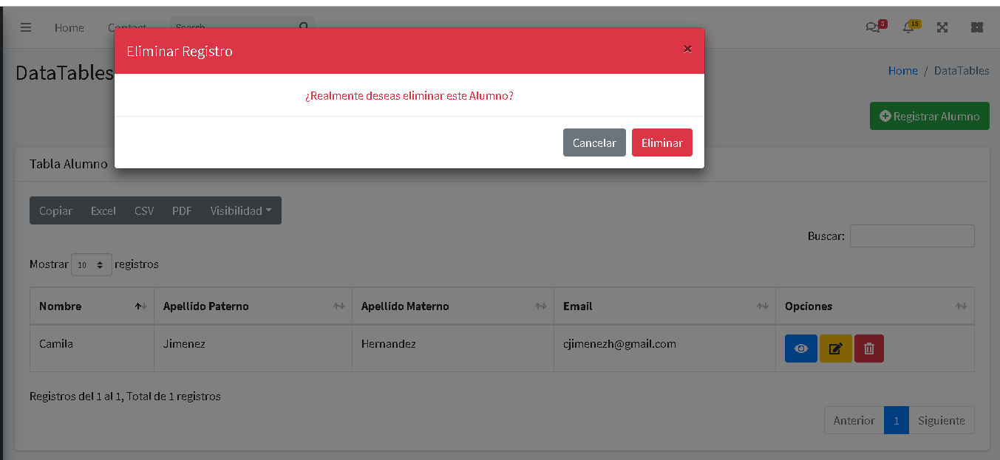 Home Contact Search 3 15
Eliminar Registro ×
DataTables Home / DataTables
¿Realmente deseas eliminar este Alumno?
Registrar Alumno
Cancelar Eliminar
Tabla Alumno
Copiar Excel CSV PDF Visibilidad
Buscar:
Mostrar 10 registros
Nombre Apellido Paterno Apellido Materno Email Opciones
Camila Jimenez Hernandez cjimenezh@gmail.com
Registros del 1 al 1, Total de 1 registros
Anterior 1 Siguiente